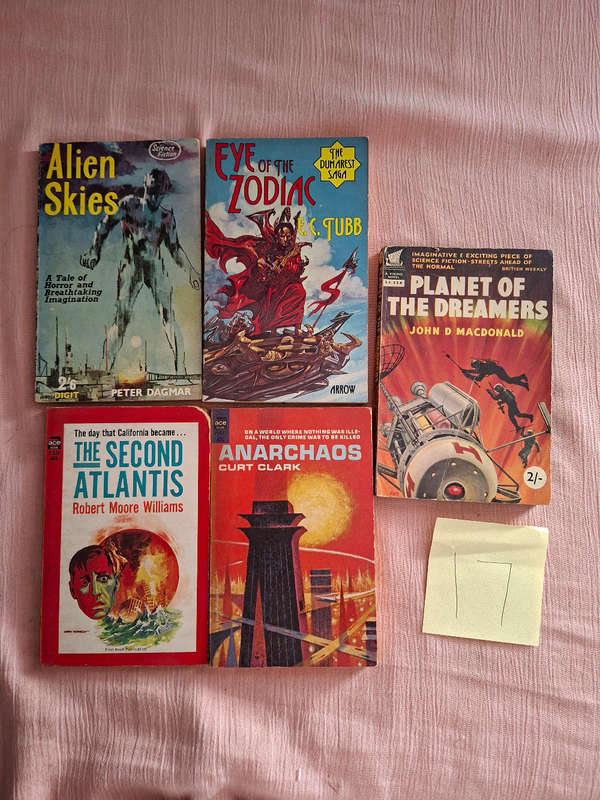 Alien
Skies
Science
Fiction
A Tale of
Horror and
Breathtaking
Imagination
2/6
DIGIT
PETER DAGMAR
EYE OF THE
ZODIAC
THE
DUMAREST
SAGA
E.C. TUBB
ARROW
IMAGINATIVE & EXCITING PIECE OF
SCIENCE FICTION-STREETS AHEAD OF
THE NORMAL
BRITISH WEEKLY
PLANET OF
THE DREAMERS
JOHN D MACDONALD
H
2/-
ace
The day that California became...
THE SECOND
ATLANTIS
Robert Moore Williams
First Book Publication
ace
ON A WORLD WHERE NOTHING WAS ILLE-
GAL, THE ONLY CRIME WAS TO BE KILLED
ANARCHAOS
CURT CLARK
17